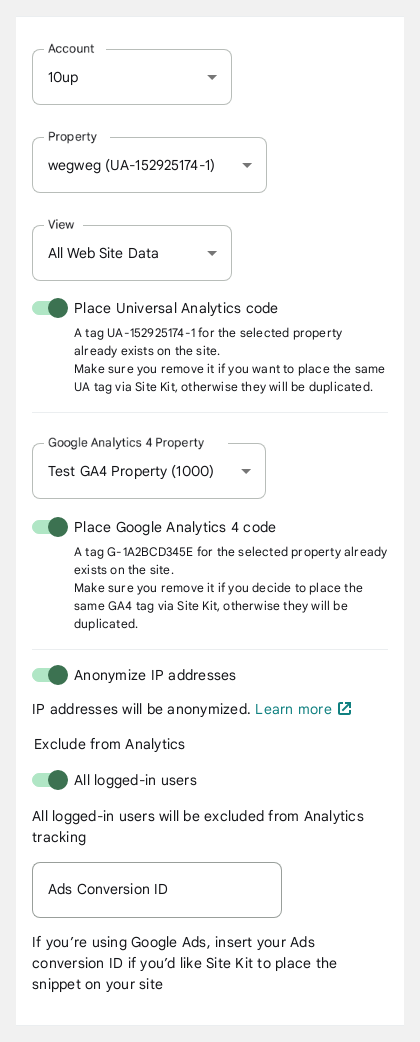 Account
10up
Property
wegweg (UA-152925174-1)
View
All Web Site Data
Place Universal Analytics code
A tag UA-152925174-1 for the selected property
already exists on the site.
Make sure you remove it if you want to place the same
UA tag via Site Kit, otherwise they will be duplicated.
Google Analytics 4 Property
Test GA4 Property (1000)
Place Google Analytics 4 code
A tag G-1A2BCD345E for the selected property already
exists on the site.
Make sure you remove it if you decide to place the
same GA4 tag via Site Kit, otherwise they will be
duplicated.
Anonymize IP addresses
IP addresses will be anonymized. Learn more
Exclude from Analytics
All logged-in users
All logged-in users will be excluded from Analytics
tracking
Ads Conversion ID
If you’re using Google Ads, insert your Ads
conversion ID if you’d like Site Kit to place the
snippet on your site